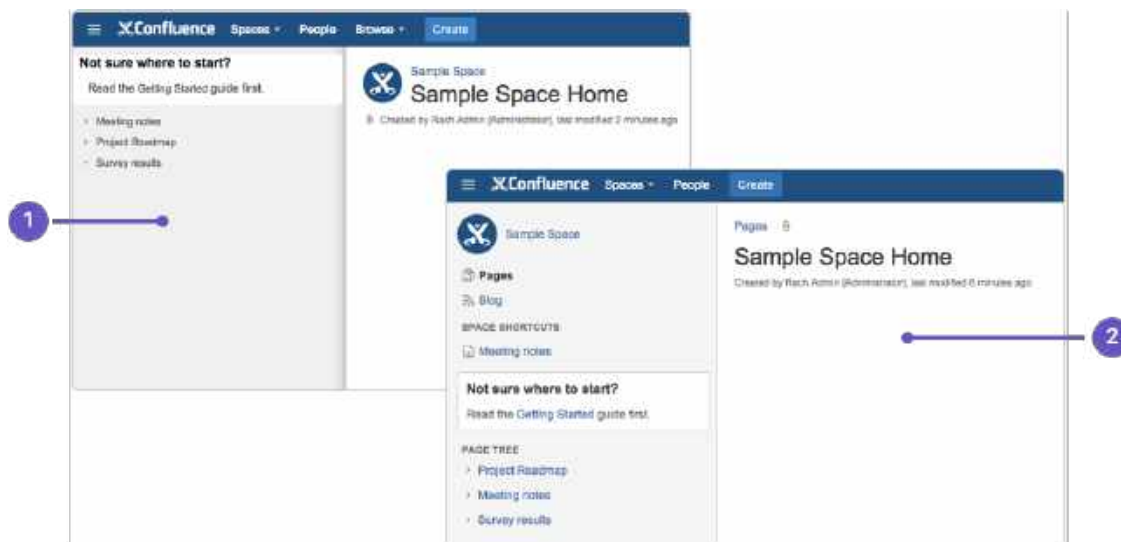 Confluence Spaces People Browse Create
Not sure where to start?
Read the Getting Started guide first.
Meeting notes
Project Roadmap
Survey results
Sample Space
Sample Space Home
Created by Rach Admin (Administrator), last modified 2 minutes ago
1
Confluence Spaces People Create
Sample Space
Pages
Blog
SPACE SHORTCUTS
Meeting notes
Not sure where to start?
Read the Getting Started guide first.
PAGE TREE
Project Roadmap
Meeting notes
Survey results
Pages
Sample Space Home
Created by Rach Admin (Administrator), last modified 6 minutes ago
2